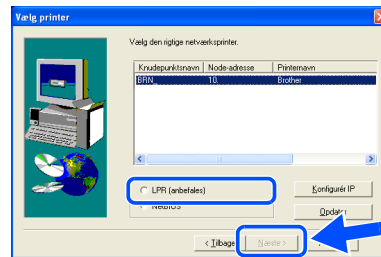 Vælg printer
Vælg den rigtige netværksprinter.
Knudepunktsnavn Node-adresse Printernavn
BRN_ 10. Brother
LPR (anbefales)
NetBIOS
Konfigurér IP
Opdater
< Tilbage Næste >